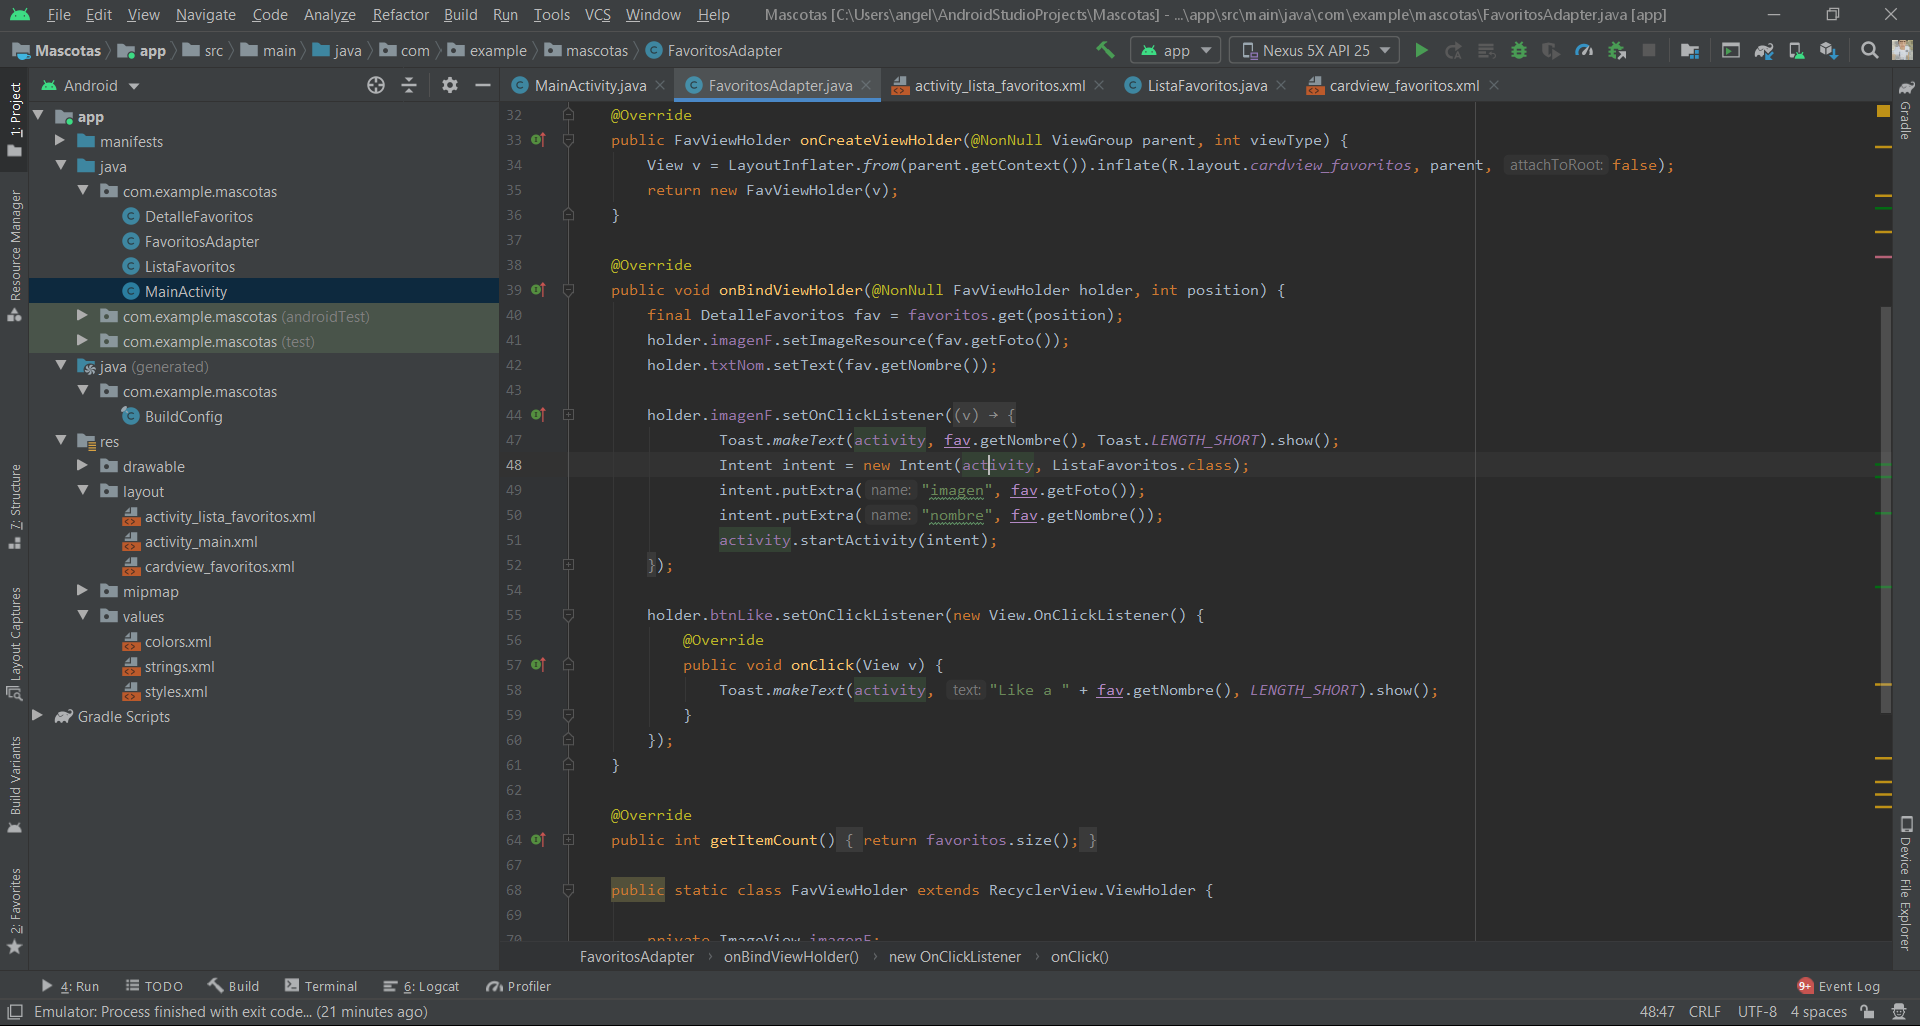 File Edit View Navigate Code Analyze Refactor Build Run Tools VCS Window Help Mascotas [C:\Users\angel\AndroidStudioProjects\Mascotas] - ...\app\src\main\java\com\example\mascotas\FavoritosAdapter.java [app]
Mascotas app src main java com example mascotas FavoritosAdapter app Nexus 5X API 25
Android
MainActivity.java FavoritosAdapter.java activity_lista_favoritos.xml ListaFavoritos.java cardview_favoritos.xml
1: Project
Resource Manager
7: Structure
Layout Captures
Build Variants
2: Favorites
app
manifests
java
com.example.mascotas
DetalleFavoritos
FavoritosAdapter
ListaFavoritos
MainActivity
com.example.mascotas (androidTest)
com.example.mascotas (test)
java (generated)
com.example.mascotas
BuildConfig
res
drawable
layout
activity_lista_favoritos.xml
activity_main.xml
cardview_favoritos.xml
mipmap
values
colors.xml
strings.xml
styles.xml
Gradle Scripts
32 @Override
33 public FavViewHolder onCreateViewHolder(@NonNull ViewGroup parent, int viewType) {
34 View v = LayoutInflater.from(parent.getContext()).inflate(R.layout.cardview_favoritos, parent, attachToRoot: false);
35 return new FavViewHolder(v);
36 }
37
38 @Override
39 public void onBindViewHolder(@NonNull FavViewHolder holder, int position) {
40 final DetalleFavoritos fav = favoritos.get(position);
41 holder.imagenF.setImageResource(fav.getFoto());
42 holder.txtNom.setText(fav.getNombre());
43
44 holder.imagenF.setOnClickListener((v) → {
47 Toast.makeText(activity, fav.getNombre(), Toast.LENGTH_SHORT).show();
48 Intent intent = new Intent(activity, ListaFavoritos.class);
49 intent.putExtra( name: "imagen", fav.getFoto());
50 intent.putExtra( name: "nombre", fav.getNombre());
51 activity.startActivity(intent);
52 });
54
55 holder.btnLike.setOnClickListener(new View.OnClickListener() {
56 @Override
57 public void onClick(View v) {
58 Toast.makeText(activity, text: "Like a " + fav.getNombre(), LENGTH_SHORT).show();
59 }
60 });
61 }
62
63 @Override
64 public int getItemCount() { return favoritos.size(); }
67
68 public static class FavViewHolder extends RecyclerView.ViewHolder {
69
70 private ImageView imagenF;
FavoritosAdapter › onBindViewHolder() › new OnClickListener › onClick()
Gradle
Device File Explorer
4: Run TODO Build Terminal 6: Logcat Profiler 9+ Event Log
Emulator: Process finished with exit code... (21 minutes ago) 48:47 CRLF UTF-8 4 spaces